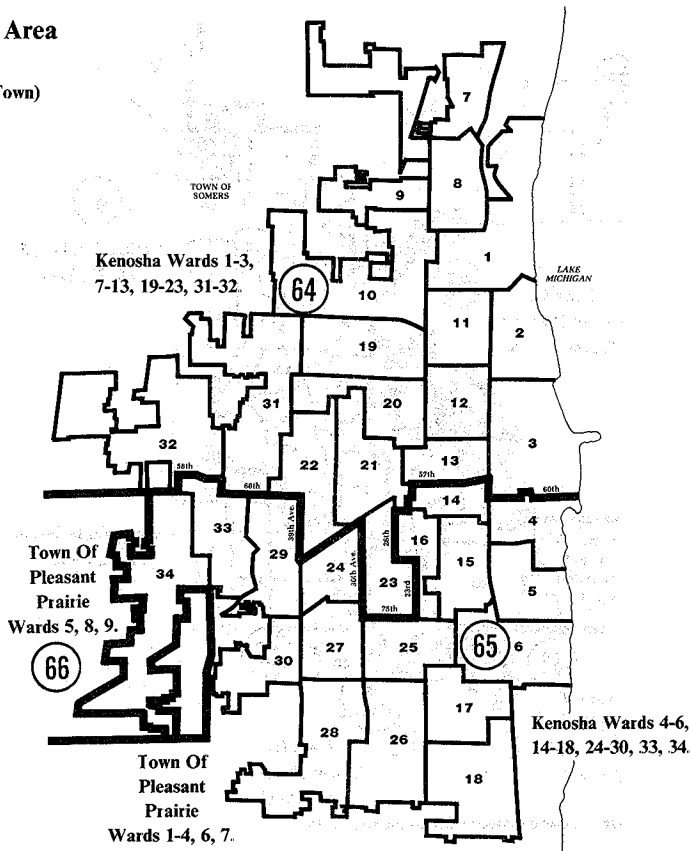 Area
Town)
7
8
TOWN OF
SOMERS
9
1
Kenosha Wards 1-3,
7-13, 19-23, 31-32.
64
10
LAKE
MICHIGAN
11
2
19
12
20
31
3
32
22
21
13
58th
57th
60th
60th
14
4
33
39th Ave.
28th
16
29
15
Town Of
Pleasant
Prairie
Wards 5, 8, 9.
34
24
23
23rd
5
75th
66
30
27
25
65
6
17
Kenosha Wards 4-6,
14-18, 24-30, 33, 34.
28
26
18
Town Of
Pleasant
Prairie
Wards 1-4, 6, 7.